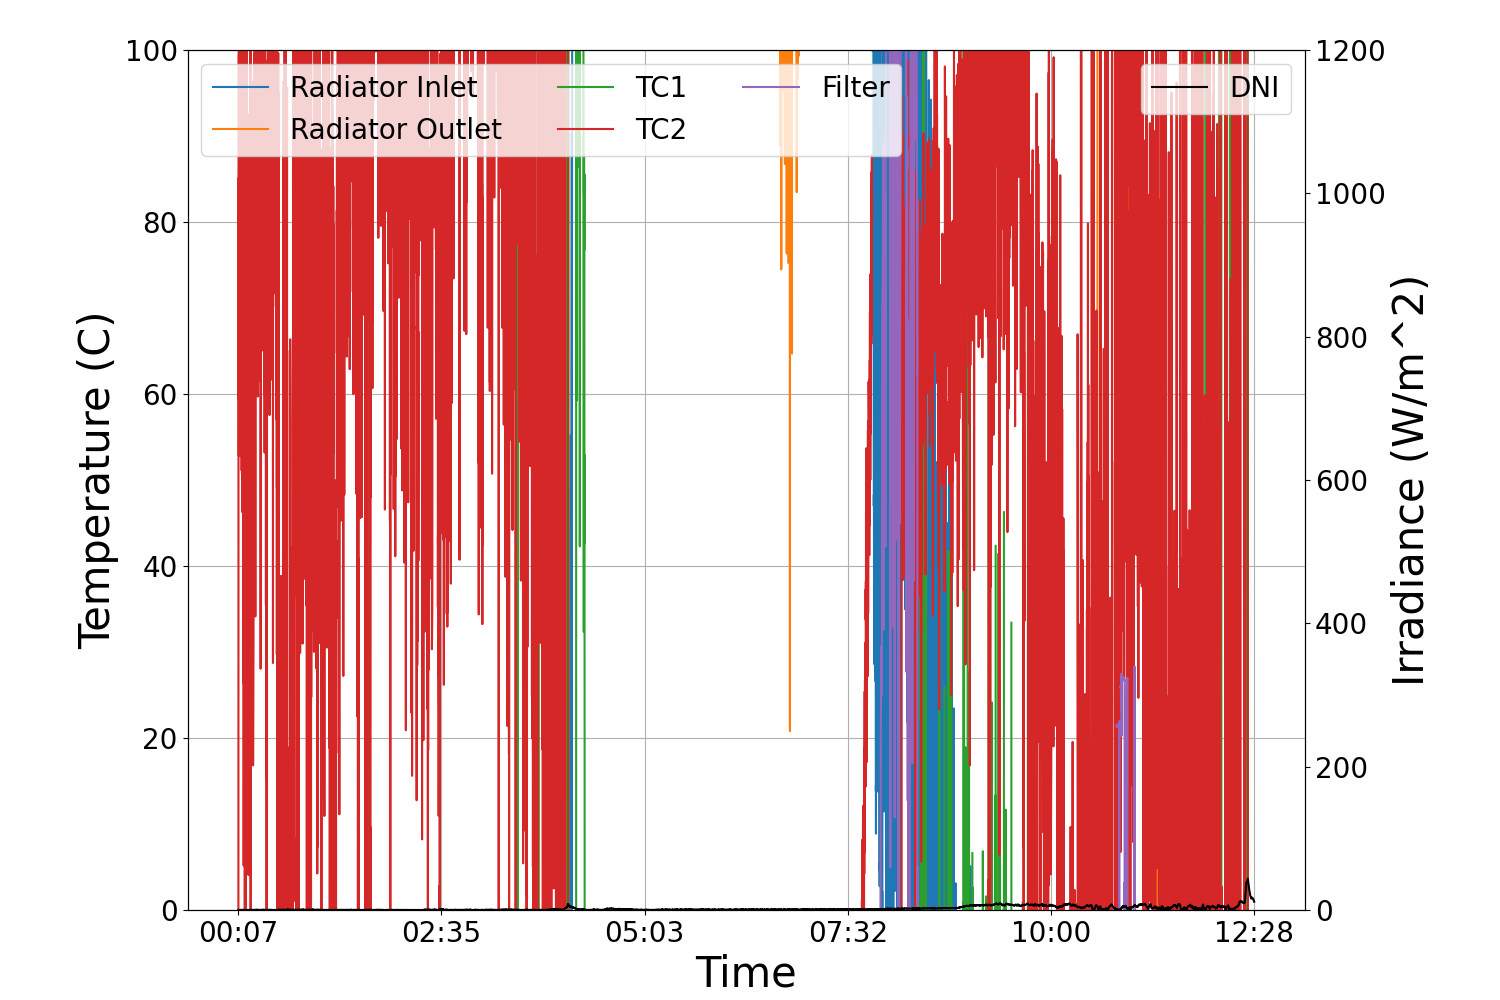 100
80
60
40
20
0
Temperature (C)
Radiator Inlet
Radiator Outlet
TC1
TC2
Filter
DNI
1200
1000
800
600
400
200
0
Irradiance (W/m^2)
00:07 02:35 05:03 07:32 10:00 12:28
Time